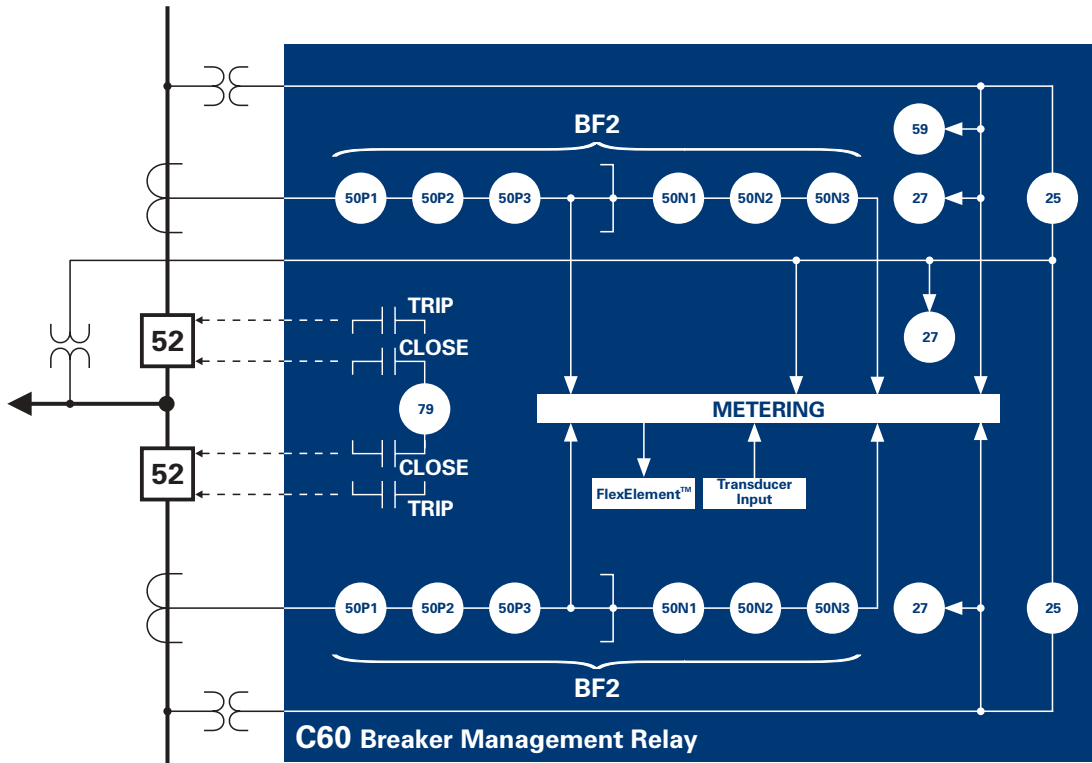 BF2
59
50P1 50P2 50P3 50N1 50N2 50N3 27 25
TRIP
52
CLOSE
27
79
METERING
52
CLOSE
TRIP
FlexElement™
Transducer
Input
50P1 50P2 50P3 50N1 50N2 50N3 27 25
BF2
C60 Breaker Management Relay